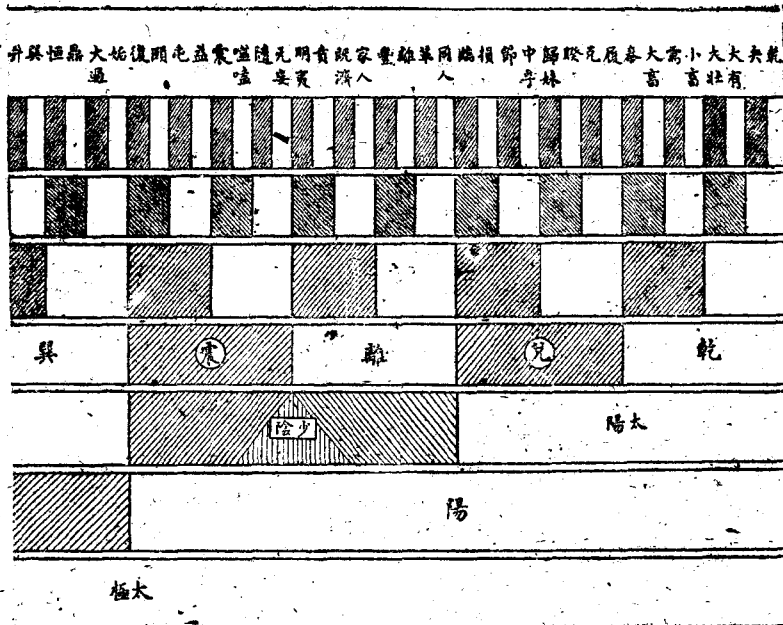 乾 夬 大有 大壯 小畜 需 大畜 泰 履 兌 睽 歸妹 中孚 節 損 臨 同人 革 離 豐 家人 既濟 賁 明夷 无妄 隨 噬嗑 震 益 屯 頤 復 姤 大過 鼎 恒 巽 井
乾 兌 離 震 巽
太陽 少陰
陽
太極